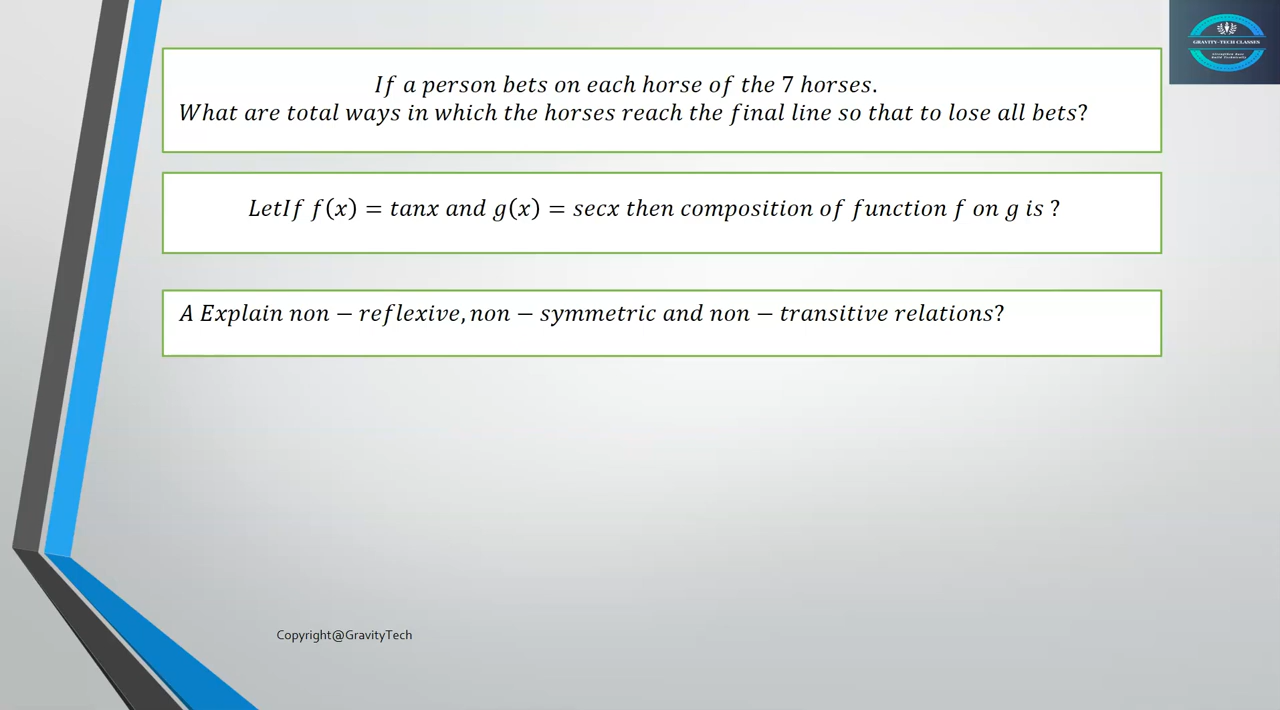 GRAVITY-TECH CLASSES
If a person bets on each horse of the 7 horses.
What are total ways in which the horses reach the final line so that to lose all bets?
LetIf f(x) = tanx and g(x) = secx then composition of function f on g is ?
A Explain non − reflexive, non − symmetric and non − transitive relations?
Copyright@GravityTech